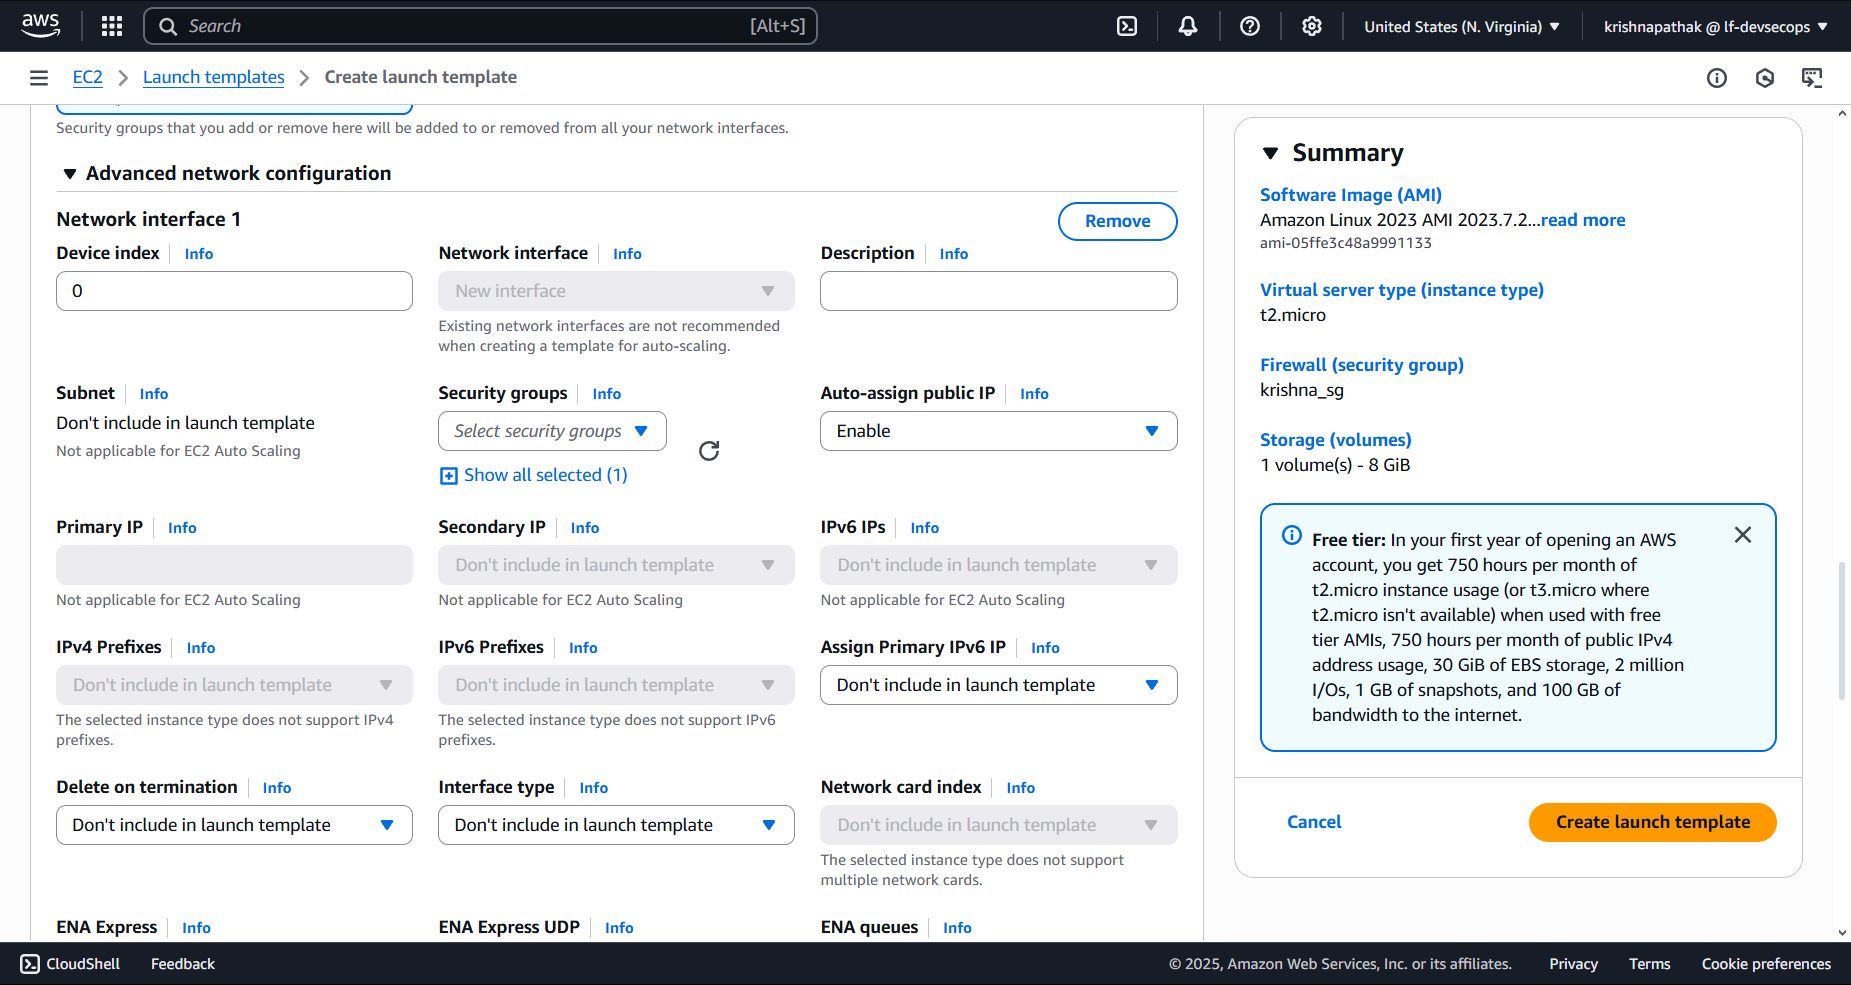 aws
Search [Alt+S]
United States (N. Virginia)
krishnapathak @ lf-devsecops
EC2
Launch templates
Create launch template
Security groups that you add or remove here will be added to or removed from all your network interfaces.
Advanced network configuration
Network interface 1
Remove
Device index Info
0
Network interface Info
New interface
Existing network interfaces are not recommended
when creating a template for auto-scaling.
Description Info
Subnet Info
Don't include in launch template
Not applicable for EC2 Auto Scaling
Security groups Info
Select security groups
Show all selected (1)
Auto-assign public IP Info
Enable
Primary IP Info
Not applicable for EC2 Auto Scaling
Secondary IP Info
Don't include in launch template
Not applicable for EC2 Auto Scaling
IPv6 IPs Info
Don't include in launch template
Not applicable for EC2 Auto Scaling
IPv4 Prefixes Info
Don't include in launch template
The selected instance type does not support IPv4
prefixes.
IPv6 Prefixes Info
Don't include in launch template
The selected instance type does not support IPv6
prefixes.
Assign Primary IPv6 IP Info
Don't include in launch template
Delete on termination Info
Don't include in launch template
Interface type Info
Don't include in launch template
Network card index Info
Don't include in launch template
The selected instance type does not support
multiple network cards.
ENA Express Info
ENA Express UDP Info
ENA queues Info
Summary
Software Image (AMI)
Amazon Linux 2023 AMI 2023.7.2...read more
ami-05ffe3c48a9991133
Virtual server type (instance type)
t2.micro
Firewall (security group)
krishna_sg
Storage (volumes)
1 volume(s) - 8 GiB
Free tier: In your first year of opening an AWS
account, you get 750 hours per month of
t2.micro instance usage (or t3.micro where
t2.micro isn't available) when used with free
tier AMIs, 750 hours per month of public IPv4
address usage, 30 GiB of EBS storage, 2 million
I/Os, 1 GB of snapshots, and 100 GB of
bandwidth to the internet.
Cancel
Create launch template
CloudShell
Feedback
© 2025, Amazon Web Services, Inc. or its affiliates.
Privacy
Terms
Cookie preferences